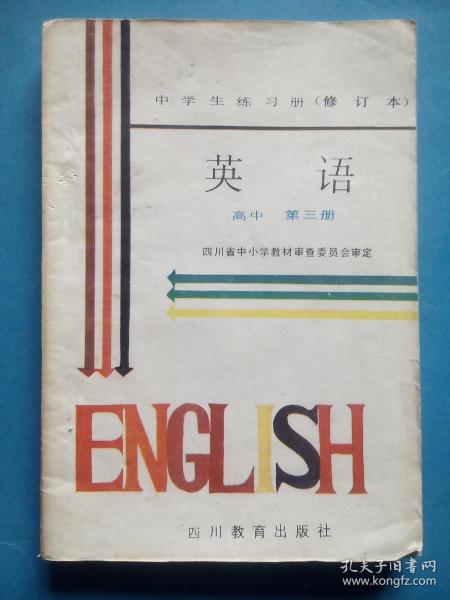 中学生练习册（修订本）
英语
高中 第三册
四川省中小学教材审查委员会审定
ENGLISH
四川教育出版社
孔夫子旧书网
www.kongfz.com